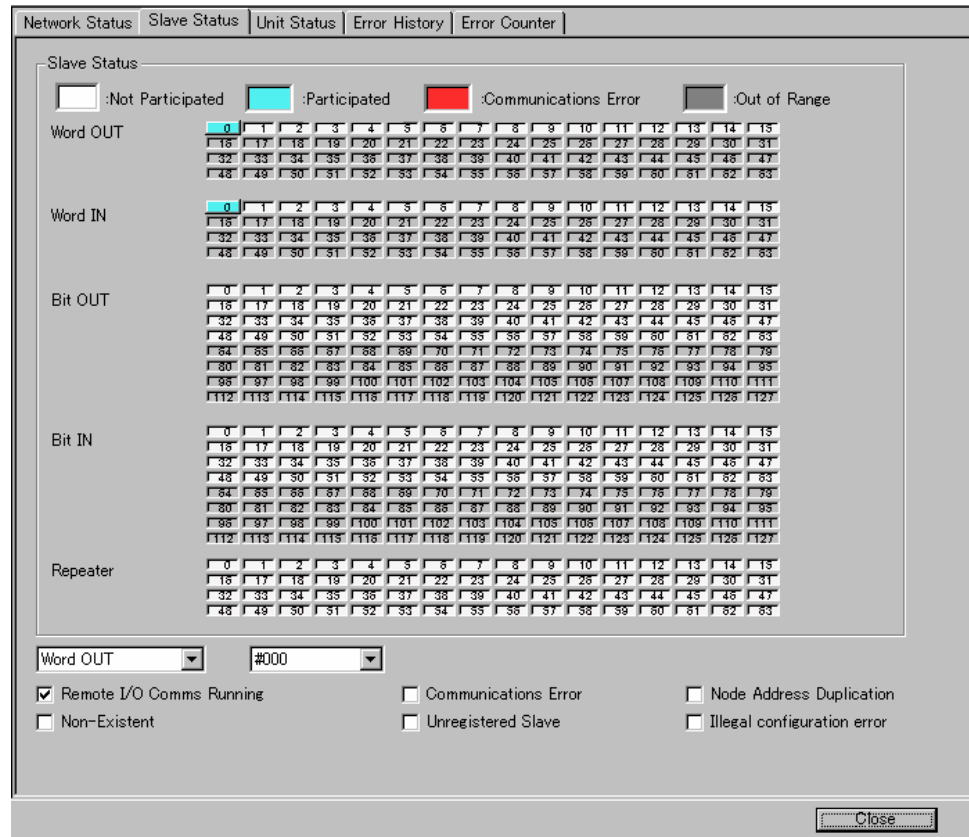 Network Status Slave Status Unit Status Error History Error Counter
Slave Status
:Not Participated :Participated :Communications Error :Out of Range
Word OUT 0 1 2 3 4 5 6 7 8 9 10 11 12 13 14 15
16 17 18 19 20 21 22 23 24 25 26 27 28 29 30 31
32 33 34 35 36 37 38 39 40 41 42 43 44 45 46 47
48 49 50 51 52 53 54 55 56 57 58 59 60 61 62 63
Word IN 0 1 2 3 4 5 6 7 8 9 10 11 12 13 14 15
16 17 18 19 20 21 22 23 24 25 26 27 28 29 30 31
32 33 34 35 36 37 38 39 40 41 42 43 44 45 46 47
48 49 50 51 52 53 54 55 56 57 58 59 60 61 62 63
Bit OUT 0 1 2 3 4 5 6 7 8 9 10 11 12 13 14 15
16 17 18 19 20 21 22 23 24 25 26 27 28 29 30 31
32 33 34 35 36 37 38 39 40 41 42 43 44 45 46 47
48 49 50 51 52 53 54 55 56 57 58 59 60 61 62 63
64 65 66 67 68 69 70 71 72 73 74 75 76 77 78 79
80 81 82 83 84 85 86 87 88 89 90 91 92 93 94 95
96 97 98 99 100 101 102 103 104 105 106 107 108 109 110 111
112 113 114 115 116 117 118 119 120 121 122 123 124 125 126 127
Bit IN 0 1 2 3 4 5 6 7 8 9 10 11 12 13 14 15
16 17 18 19 20 21 22 23 24 25 26 27 28 29 30 31
32 33 34 35 36 37 38 39 40 41 42 43 44 45 46 47
48 49 50 51 52 53 54 55 56 57 58 59 60 61 62 63
64 65 66 67 68 69 70 71 72 73 74 75 76 77 78 79
80 81 82 83 84 85 86 87 88 89 90 91 92 93 94 95
96 97 98 99 100 101 102 103 104 105 106 107 108 109 110 111
112 113 114 115 116 117 118 119 120 121 122 123 124 125 126 127
Repeater 0 1 2 3 4 5 6 7 8 9 10 11 12 13 14 15
16 17 18 19 20 21 22 23 24 25 26 27 28 29 30 31
32 33 34 35 36 37 38 39 40 41 42 43 44 45 46 47
48 49 50 51 52 53 54 55 56 57 58 59 60 61 62 63
Word OUT #000
Remote I/O Comms Running Communications Error Node Address Duplication
Non-Existent Unregistered Slave Illegal configuration error
Close